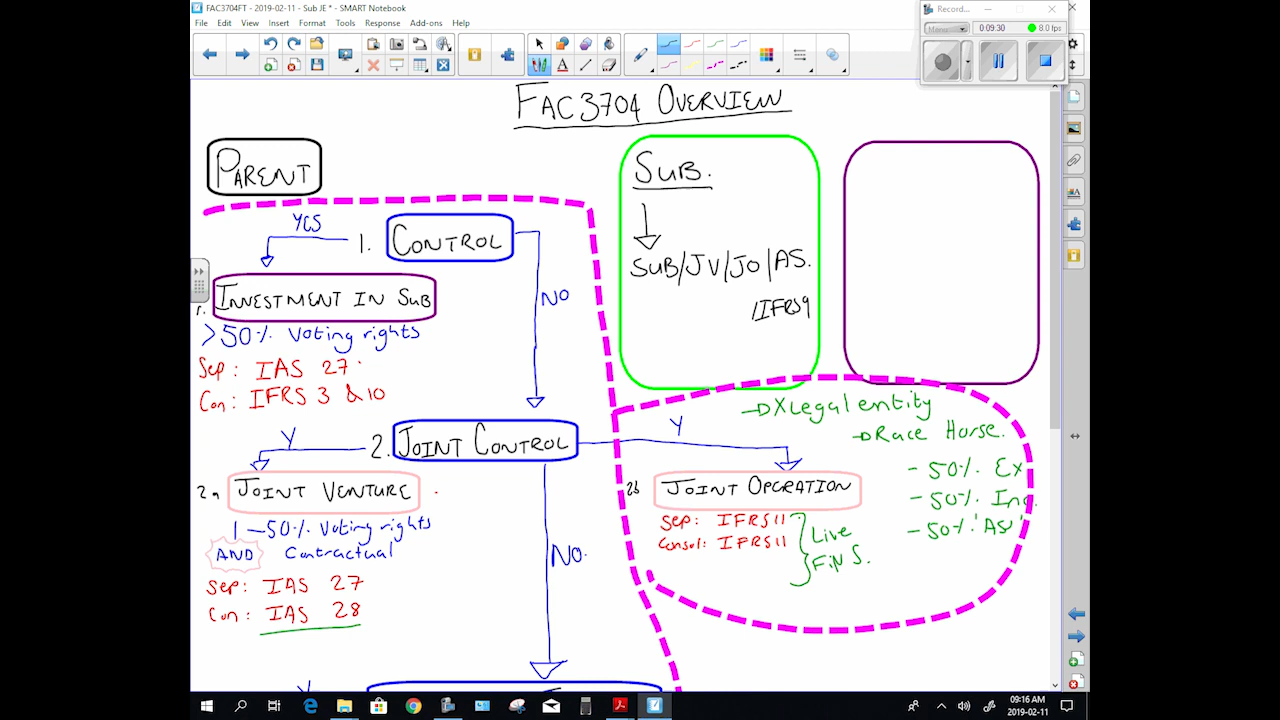 FAC3704FT - 2019-02-11 - Sub JE * - SMART Notebook
File Edit View Insert Format Tools Response Add-ons Help
Record...
0:09:30
8.0 fps
FAC3704 OVERVIEW
PARENT
YES
1. CONTROL
NO
1. INVESTMENT IN SUB
>50% Voting rights
Sep: IAS 27
Con: IFRS 3 & 10
Y
2. JOINT CONTROL
Y
2a JOINT VENTURE
1-50% Voting rights
AND Contractual
Sep: IAS 27
Con: IAS 28
NO.
SUB.
SUB/JV/JO/AS.
/IFRS9
XLegal entity
Race Horse.
- 50% Ex
- 50% Inc.
- 50% 'AS'
2b JOINT OPERATION
Sep: IFRS 11
Consol: IFRS 11
Live
FinS.
Y
09:16 AM
2019-02-11